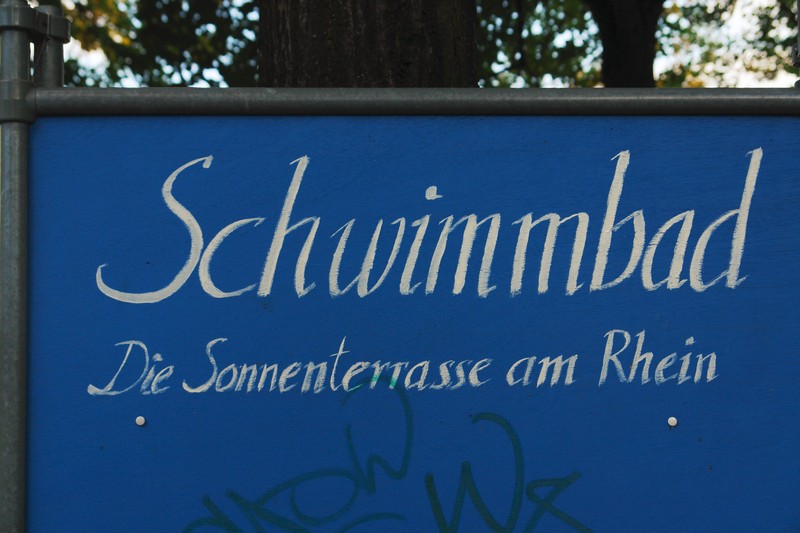 Schwimmbad
Die Sonnenterrasse am Rhein